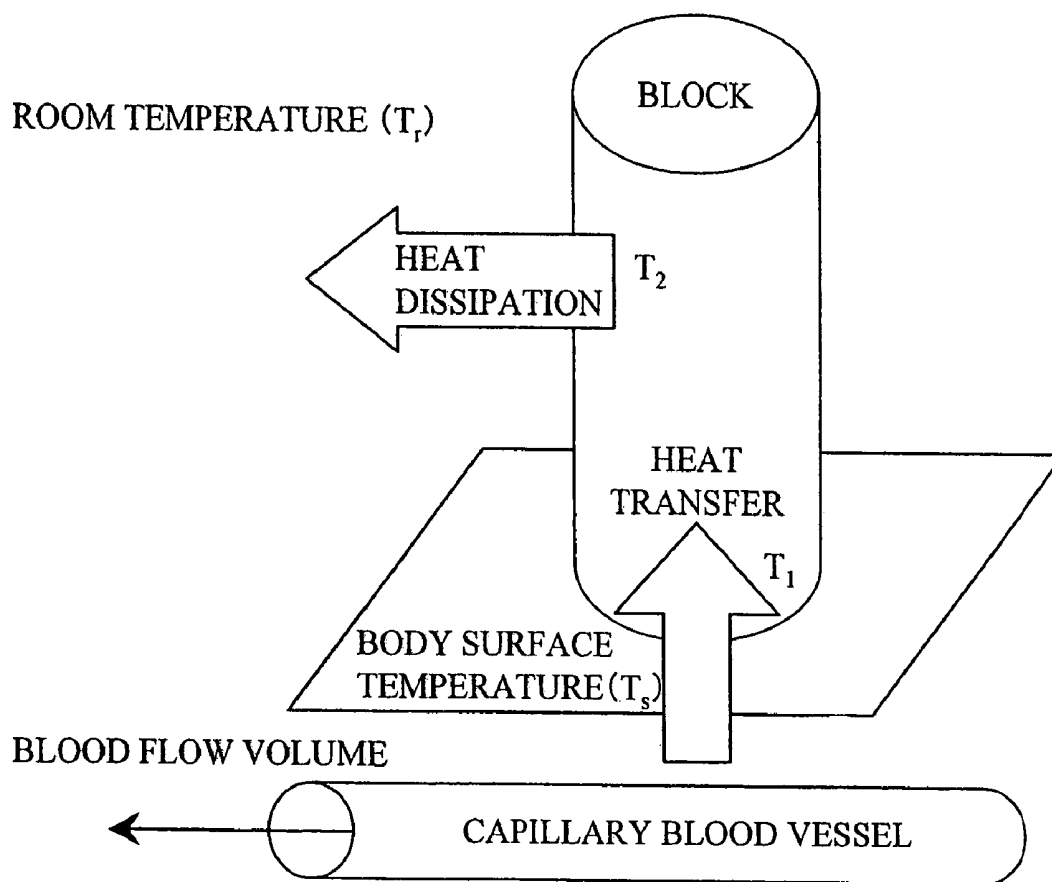 BLOCK
ROOM TEMPERATURE (Tr)
HEAT
DISSIPATION
T2
HEAT
TRANSFER
T1
BODY SURFACE
TEMPERATURE (Ts)
BLOOD FLOW VOLUME
CAPILLARY BLOOD VESSEL